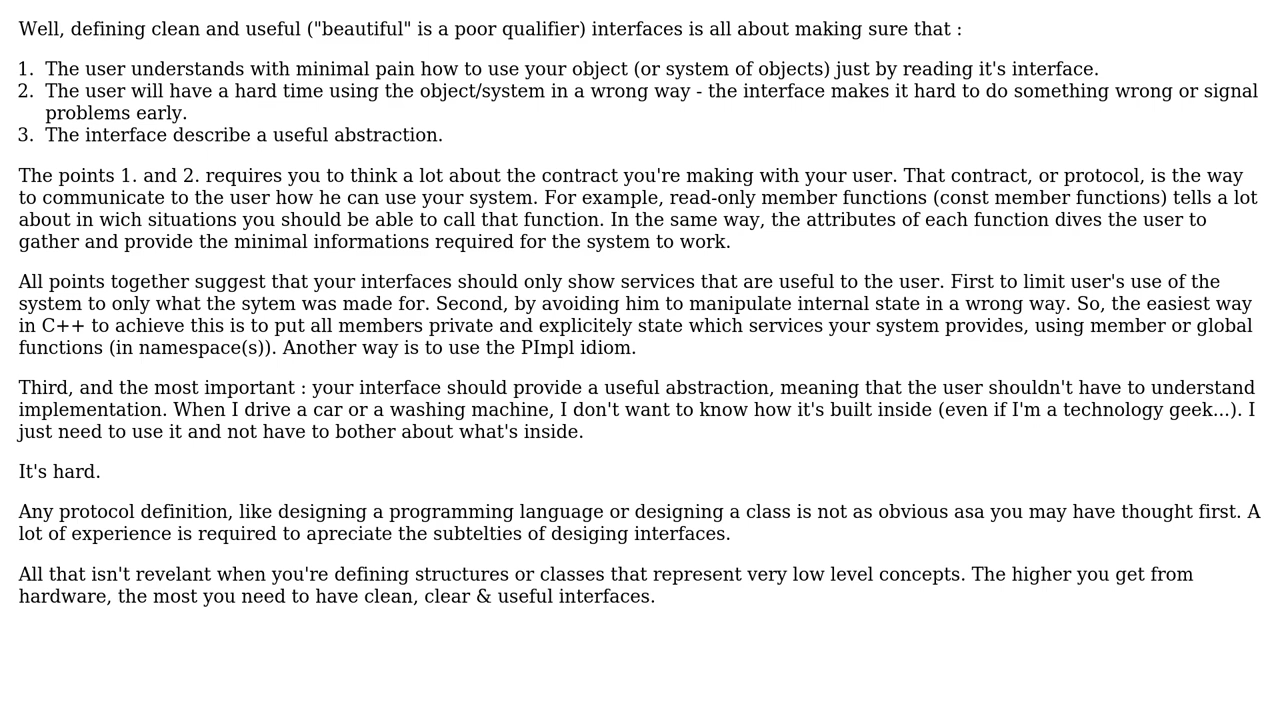 Well, defining clean and useful ("beautiful" is a poor qualifier) interfaces is all about making sure that :
1. The user understands with minimal pain how to use your object (or system of objects) just by reading it's interface.
2. The user will have a hard time using the object/system in a wrong way - the interface makes it hard to do something wrong or signal
problems early.
3. The interface describe a useful abstraction.
The points 1. and 2. requires you to think a lot about the contract you're making with your user. That contract, or protocol, is the way
to communicate to the user how he can use your system. For example, read-only member functions (const member functions) tells a lot
about in wich situations you should be able to call that function. In the same way, the attributes of each function dives the user to
gather and provide the minimal informations required for the system to work.
All points together suggest that your interfaces should only show services that are useful to the user. First to limit user's use of the
system to only what the sytem was made for. Second, by avoiding him to manipulate internal state in a wrong way. So, the easiest way
in C++ to achieve this is to put all members private and explicitely state which services your system provides, using member or global
functions (in namespace(s)). Another way is to use the PImpl idiom.
Third, and the most important : your interface should provide a useful abstraction, meaning that the user shouldn't have to understand
implementation. When I drive a car or a washing machine, I don't want to know how it's built inside (even if I'm a technology geek...). I
just need to use it and not have to bother about what's inside.
It's hard.
Any protocol definition, like designing a programming language or designing a class is not as obvious asa you may have thought first. A
lot of experience is required to apreciate the subtelties of desiging interfaces.
All that isn't revelant when you're defining structures or classes that represent very low level concepts. The higher you get from
hardware, the most you need to have clean, clear & useful interfaces.